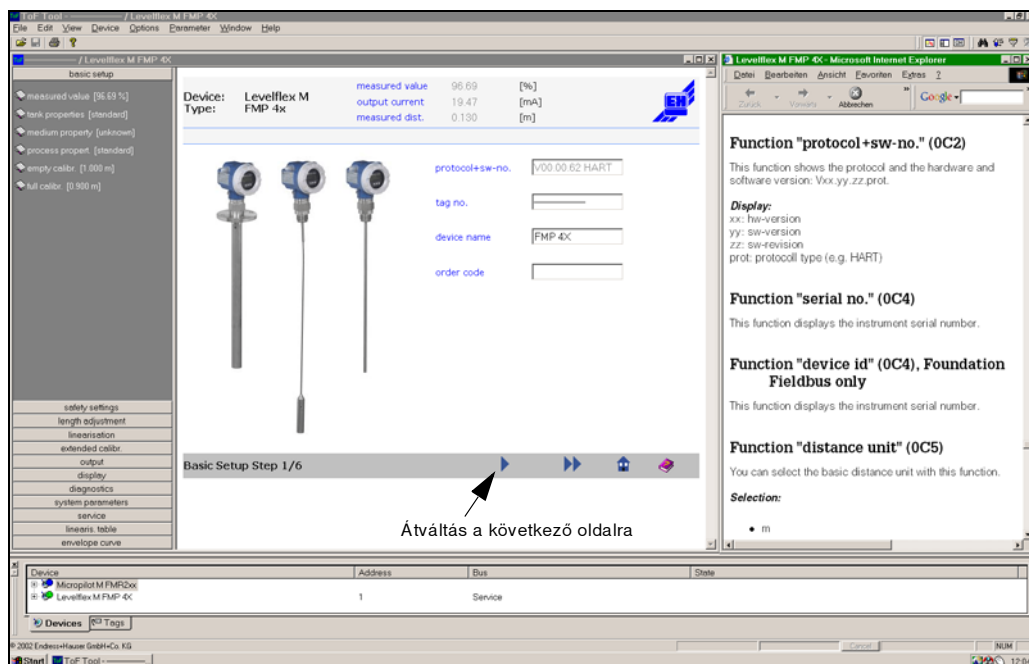 ToF Tool - / Levelflex M FMP 4X
File Edit View Device Options Parameter Window Help
/ Levelflex M FMP 4X
basic setup
measured value [96.69 %]
tank properties [standard]
medium property [unknown]
process propert. [standard]
empty calibr. [1.000 m]
full calibr. [0.900 m]
safety settings
length adjustment
linearisation
extended calibr.
output
display
diagnostics
system parameters
service
linearis. table
envelope curve
Device: Levelflex M
Type: FMP 4x
measured value 96.69 [%]
output current 19.47 [mA]
measured dist. 0.130 [m]
EH
protocol+sw-no. V00.00.62 HART
tag no.
device name FMP 4X
order code
Basic Setup Step 1/6
Átváltás a következő oldalra
Levelflex M FMP 4X - Microsoft Internet Explorer
Datei Bearbeiten Ansicht Favoriten Extras ?
Zurück Vorwärts Abbrechen
Google
Function "protocol+sw-no." (0C2)
This function shows the protocol and the hardware and
software version: Vxx.yy.zz.prot.
Display:
xx: hw-version
yy: sw-version
zz: sw-revision
prot: protocoll type (e.g. HART)
Function "serial no." (0C4)
This function displays the instrument serial number.
Function "device id" (0C4), Foundation
Fieldbus only
This function displays the instrument serial number.
Function "distance unit" (0C5)
You can select the basic distance unit with this function.
Selection:
• m
Device Address Bus State
Micropilot M FMR2xx
Levelflex M FMP 4X 1 Service
Devices Tags
© 2002 Endress+Hauser GmbH+Co. KG
Cancel
NUM
Start ToF Tool -